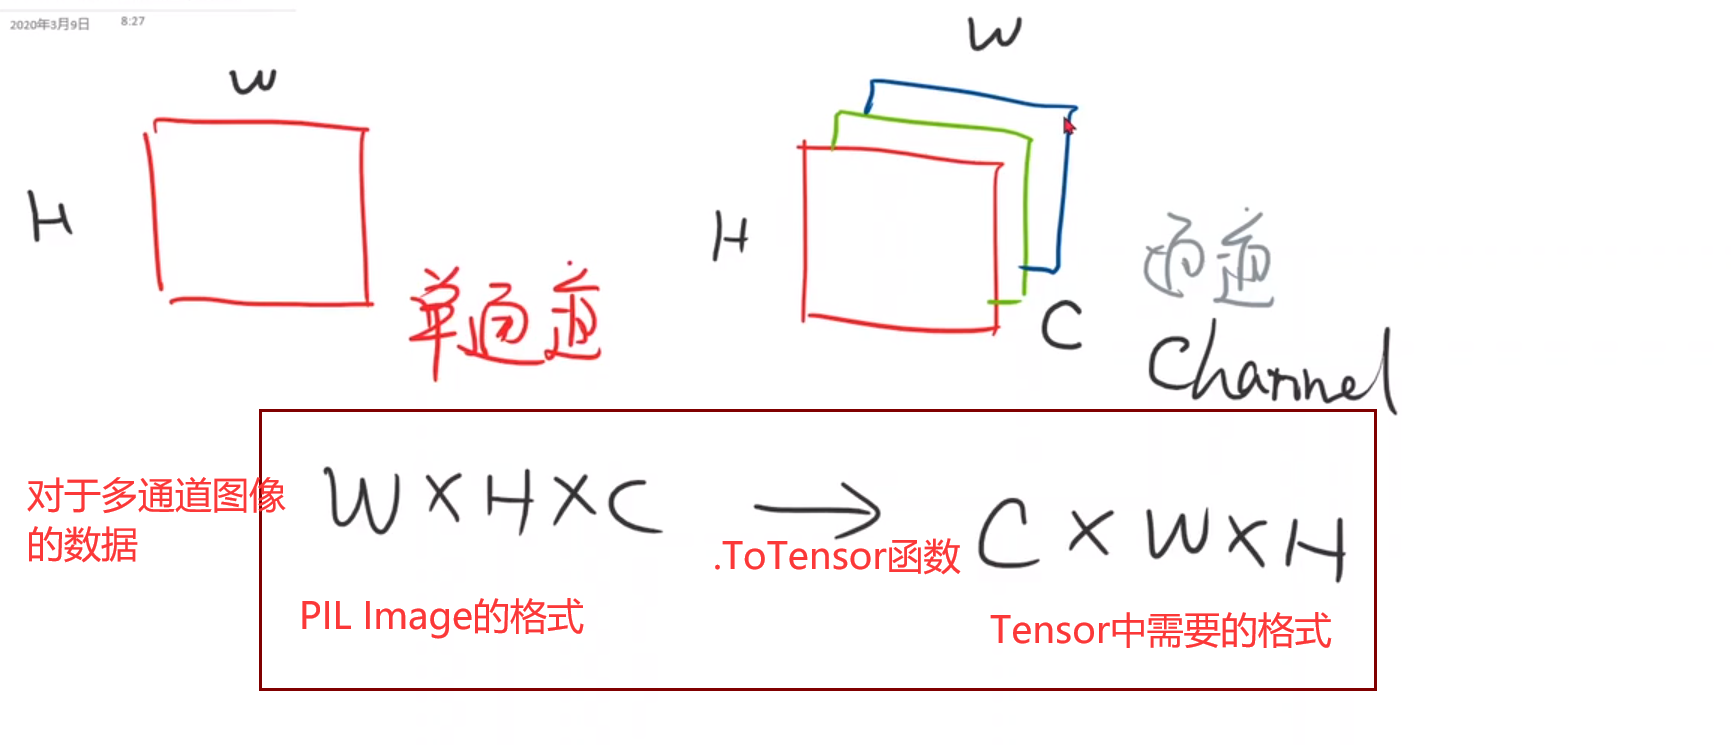 2020年3月9日 8:27
W
H
单通道
W
H
C
通道
Channel
对于多通道图像
的数据
W×H×C
.ToTensor函数
C×W×H
PIL Image的格式
Tensor中需要的格式